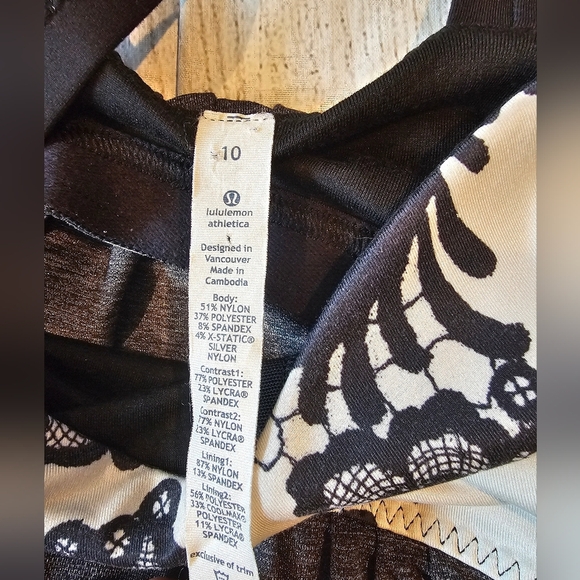 10
lululemon
athletica
Designed in
Vancouver
Made in
Cambodia
Body:
51% NYLON
37% POLYESTER
8% SPANDEX
4% X-STATIC®
SILVER
NYLON
Contrast1:
77% POLYESTER
23% LYCRA®
SPANDEX
Contrast2:
77% NYLON
23% LYCRA®
SPANDEX
Lining1:
87% NYLON
13% SPANDEX
Lining2:
56% POLYESTER
33% COOLMAX®
POLYESTER
11% LYCRA®
SPANDEX
exclusive of trim